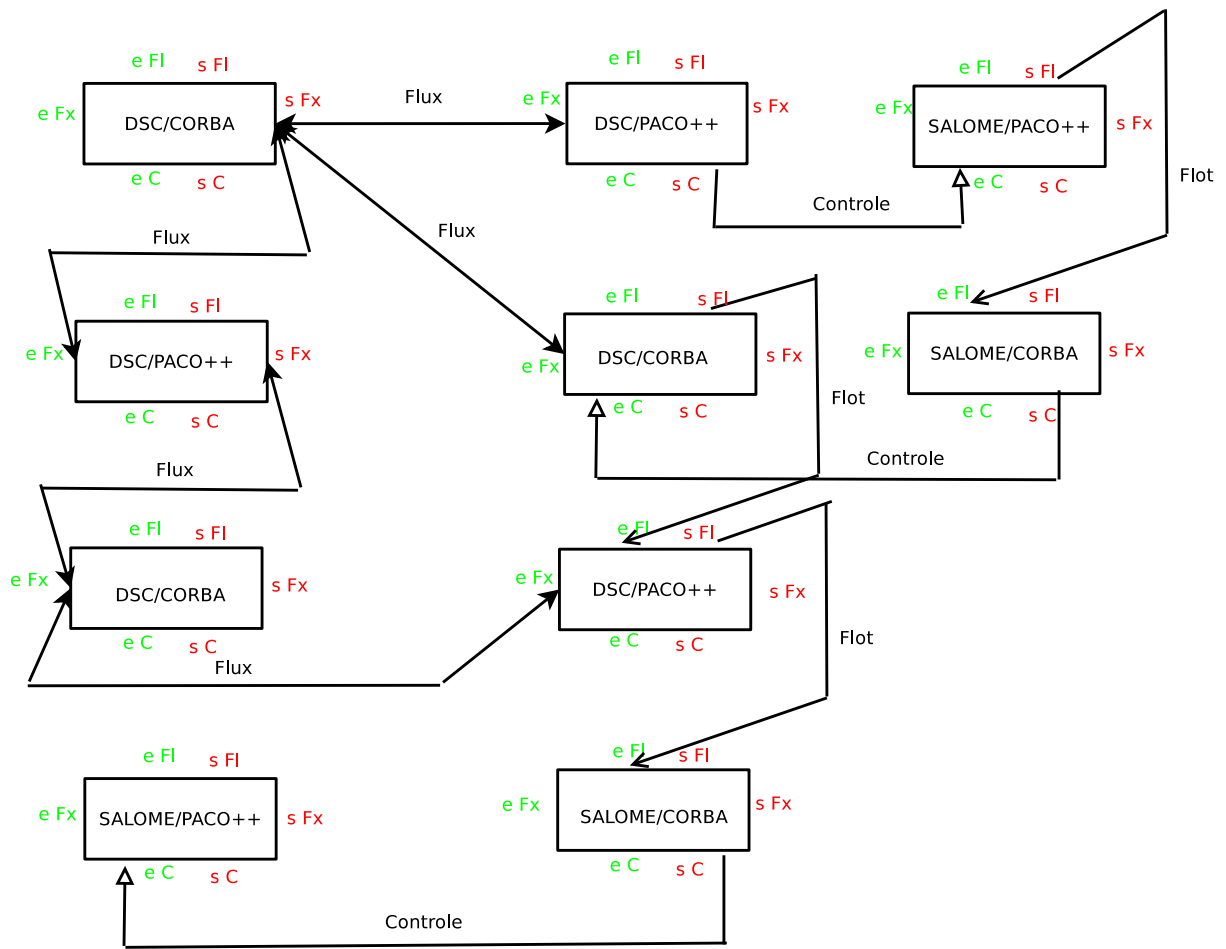 e Fl s Fl
e Fx DSC/CORBA s Fx
e C s C
Flux
e Fl s Fl
e Fx DSC/PACO++ s Fx
e C s C
Controle
e Fl s Fl
e Fx SALOME/PACO++ s Fx
e C s C
Flot
Flux
Flux
e Fl s Fl
e Fx DSC/PACO++ s Fx
e C s C
e Fl s Fl
e Fx DSC/CORBA s Fx
e C s C
Flot
e Fl s Fl
e Fx SALOME/CORBA s Fx
e C s C
Controle
Flux
e Fl s Fl
e Fx DSC/CORBA s Fx
e C s C
Flux
e Fl s Fl
e Fx DSC/PACO++ s Fx
e C s C
Flot
e Fl s Fl
e Fx SALOME/PACO++ s Fx
e C s C
e Fl s Fl
e Fx SALOME/CORBA s Fx
e C s C
Controle